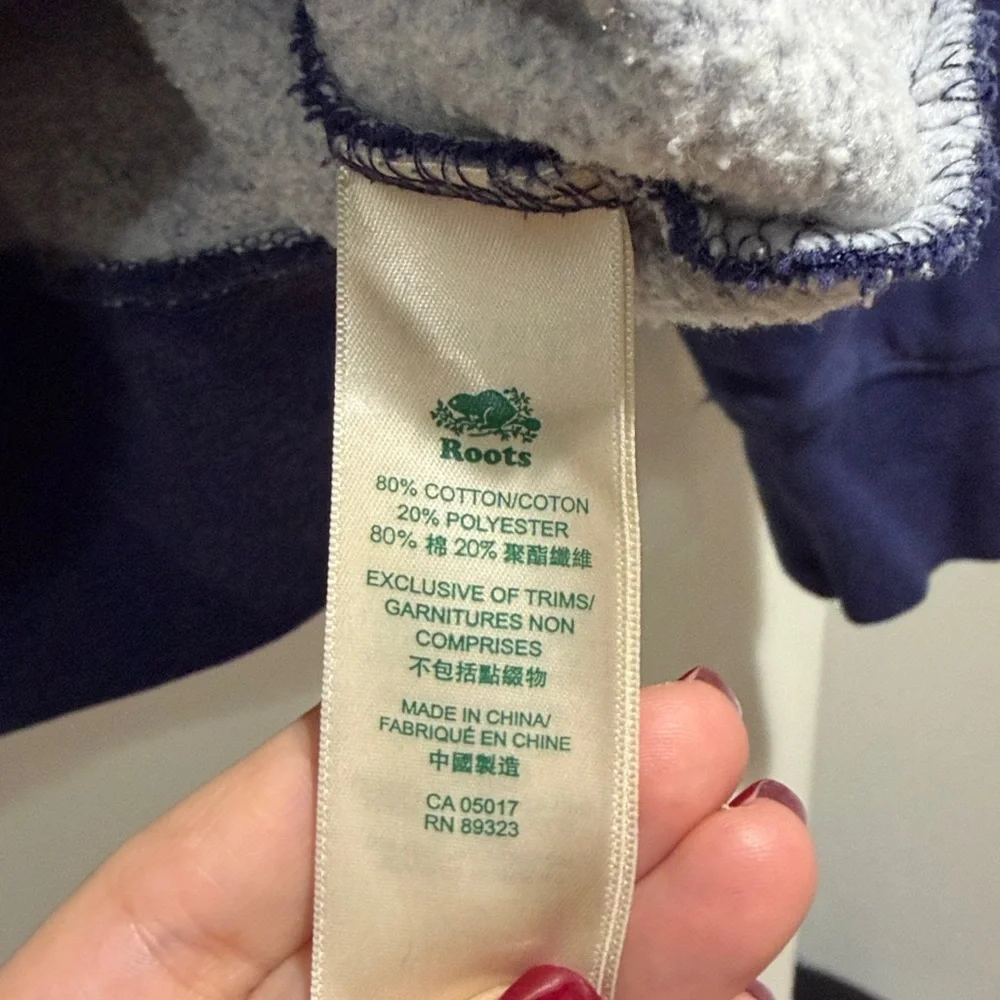 Roots
80% COTTON/COTON
20% POLYESTER
80% 棉 20% 聚酯纖維
EXCLUSIVE OF TRIMS/
GARNITURES NON
COMPRISES
不包括點綴物
MADE IN CHINA/
FABRIQUÉ EN CHINE
中國製造
CA 05017
RN 89323